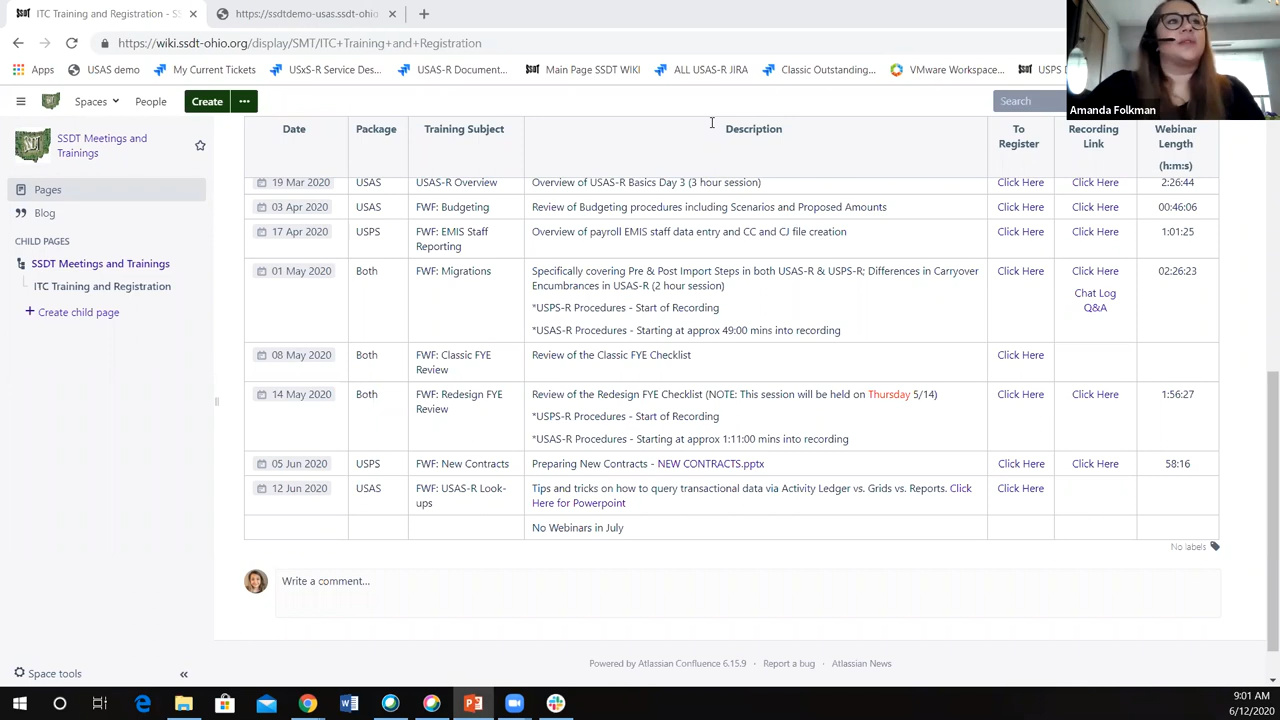 ITC Training and Registration - S
https://ssdtdemo-usas.ssdt-ohio
https://wiki.ssdt-ohio.org/display/SMT/ITC+Training+and+Registration
Apps USAS demo My Current Tickets USxS-R Service Des... USAS-R Document... Main Page SSDT WIKI ALL USAS-R JIRA Classic Outstanding... VMware Workspace... USPS D
Spaces People Create Search
Amanda Folkman
SSDT Meetings and
Trainings
Pages
Blog
CHILD PAGES
SSDT Meetings and Trainings
ITC Training and Registration
+ Create child page
Space tools
Date Package Training Subject Description To Register Recording Link Webinar Length (h:m:s)
19 Mar 2020 USAS USAS-R Overview Overview of USAS-R Basics Day 3 (3 hour session) Click Here Click Here 2:26:44
03 Apr 2020 USAS FWF: Budgeting Review of Budgeting procedures including Scenarios and Proposed Amounts Click Here Click Here 00:46:06
17 Apr 2020 USPS FWF: EMIS Staff Reporting Overview of payroll EMIS staff data entry and CC and CJ file creation Click Here Click Here 1:01:25
01 May 2020 Both FWF: Migrations Specifically covering Pre & Post Import Steps in both USAS-R & USPS-R; Differences in Carryover Click Here Click Here 02:26:23
Encumbrances in USAS-R (2 hour session) Chat Log
*USPS-R Procedures - Start of Recording Q&A
*USAS-R Procedures - Starting at approx 49:00 mins into recording
08 May 2020 Both FWF: Classic FYE Review Review of the Classic FYE Checklist Click Here
14 May 2020 Both FWF: Redesign FYE Review Review of the Redesign FYE Checklist (NOTE: This session will be held on Thursday 5/14) Click Here Click Here 1:56:27
*USPS-R Procedures - Start of Recording
*USAS-R Procedures - Starting at approx 1:11:00 mins into recording
05 Jun 2020 USPS FWF: New Contracts Preparing New Contracts - NEW CONTRACTS.pptx Click Here Click Here 58:16
12 Jun 2020 USAS FWF: USAS-R Look-ups Tips and tricks on how to query transactional data via Activity Ledger vs. Grids vs. Reports. Click Click Here
Here for Powerpoint
No Webinars in July
No labels
Write a comment...
Powered by Atlassian Confluence 6.15.9 · Report a bug · Atlassian News
9:01 AM
6/12/2020